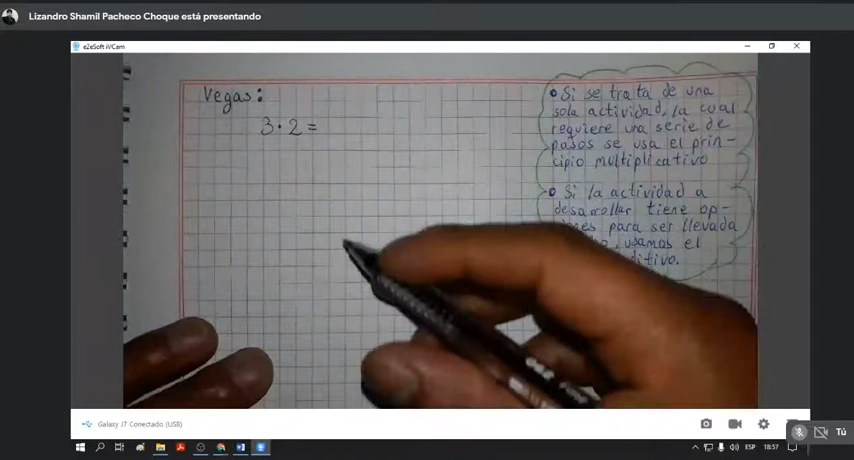 Lizandro Shamil Pacheco Choque está presentando
e2eSoft iVCam
Vegas:
3·2=
• Si se trata de una
sola actividad, la cual
requiere una serie de
pasos se usa el prin-
cipio multiplicativo
• Si la actividad a
desarrollar tiene op-
para ser llevada
usamos el
Galaxy J7 Conectado (USB)
Tú
ESP
18:57